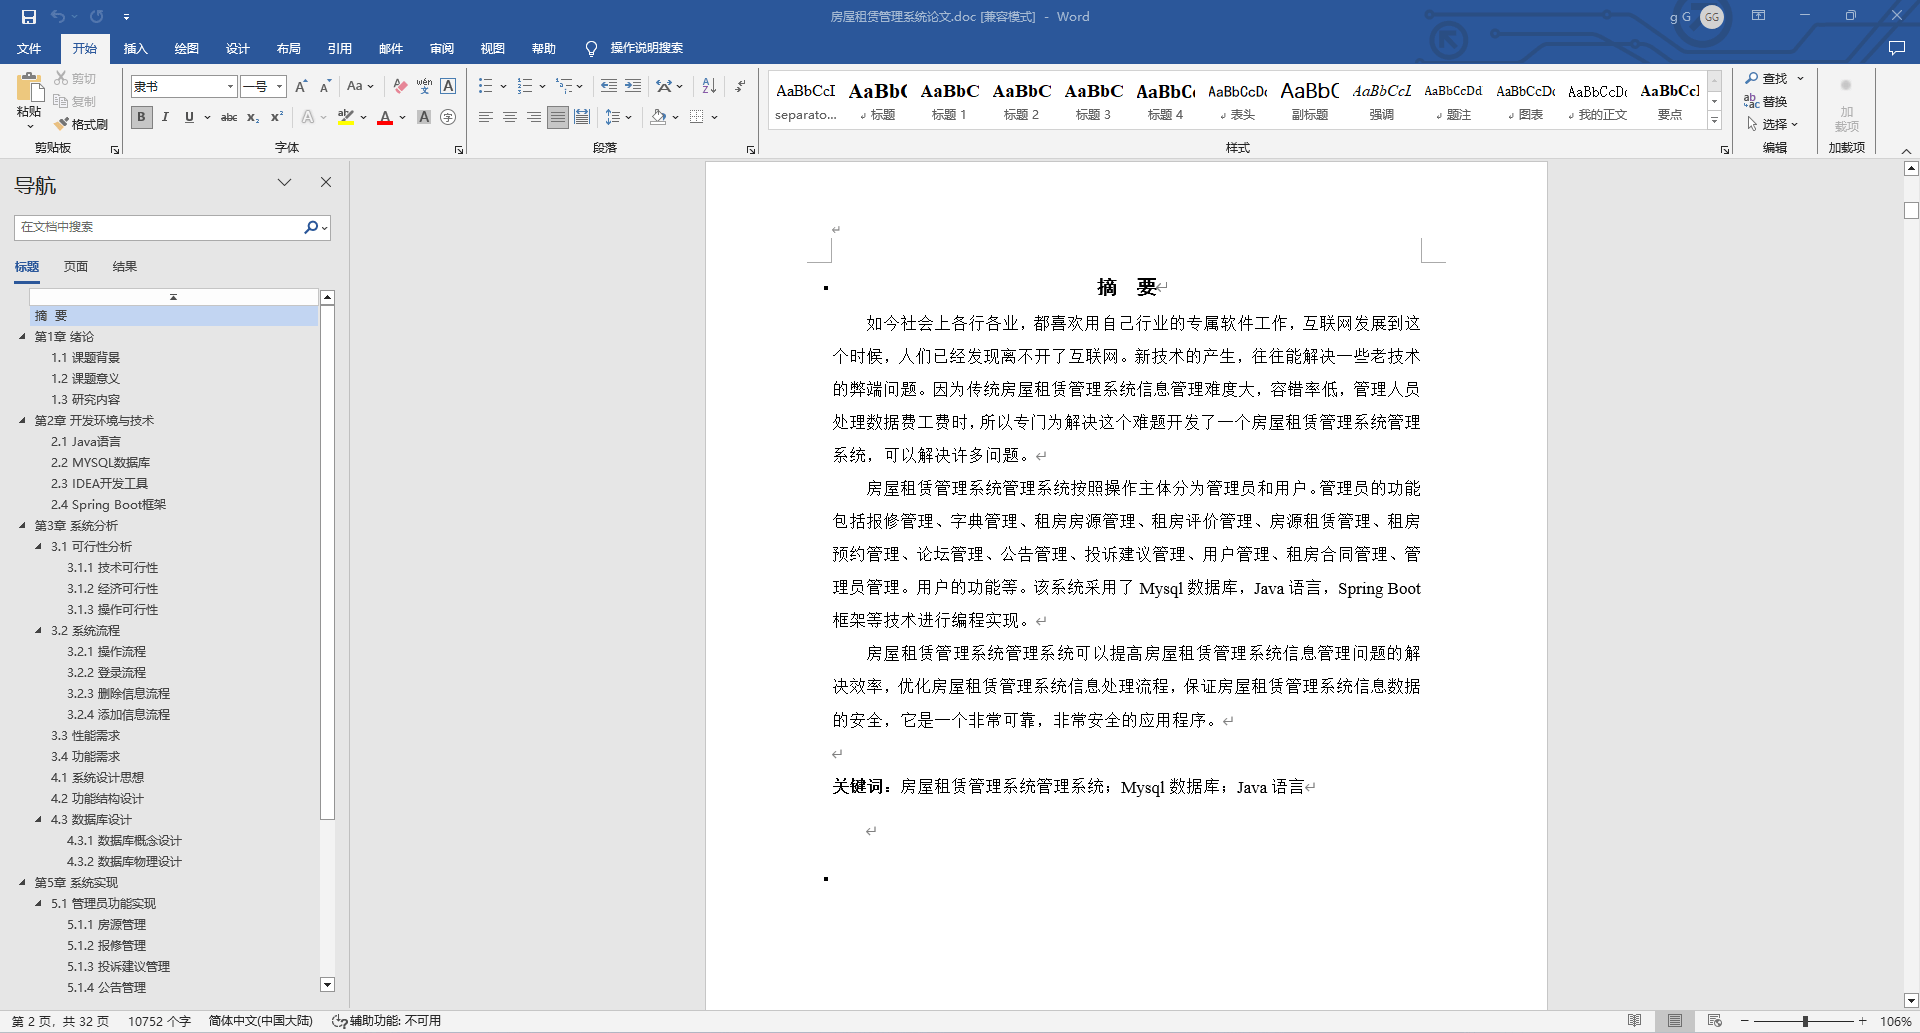 房屋租赁管理系统论文.doc [兼容模式] - Word
g G
GG
文件 开始 插入 绘图 设计 布局 引用 邮件 审阅 视图 帮助 操作说明搜索
粘贴
剪切
复制
格式刷
剪贴板
隶书 一号
字体
段落
AaBbCcI AaBb( AaBbC AaBbC AaBbC AaBbC( AaBbCcDc AaBbC AaBbCcL AaBbCcDd AaBbCcDc AaBbCcDc AaBbCcI
separato... 标题 标题 1 标题 2 标题 3 标题 4 表头 副标题 强调 题注 图表 我的正文 要点
样式
查找
替换
选择
编辑
加
载项
加载项
导航
在文档中搜索
标题 页面 结果
摘 要
第1章 绪论
1.1 课题背景
1.2 课题意义
1.3 研究内容
第2章 开发环境与技术
2.1 Java语言
2.2 MYSQL数据库
2.3 IDEA开发工具
2.4 Spring Boot框架
第3章 系统分析
3.1 可行性分析
3.1.1 技术可行性
3.1.2 经济可行性
3.1.3 操作可行性
3.2 系统流程
3.2.1 操作流程
3.2.2 登录流程
3.2.3 删除信息流程
3.2.4 添加信息流程
3.3 性能需求
3.4 功能需求
4.1 系统设计思想
4.2 功能结构设计
4.3 数据库设计
4.3.1 数据库概念设计
4.3.2 数据库物理设计
第5章 系统实现
5.1 管理员功能实现
5.1.1 房源管理
5.1.2 报修管理
5.1.3 投诉建议管理
5.1.4 公告管理
摘 要
如今社会上各行各业，都喜欢用自己行业的专属软件工作，互联网发展到这
个时候，人们已经发现离不开了互联网。新技术的产生，往往能解决一些老技术
的弊端问题。因为传统房屋租赁管理系统信息管理难度大，容错率低，管理人员
处理数据费工费时，所以专门为解决这个难题开发了一个房屋租赁管理系统管理
系统，可以解决许多问题。
房屋租赁管理系统管理系统按照操作主体分为管理员和用户。管理员的功能
包括报修管理、字典管理、租房房源管理、租房评价管理、房源租赁管理、租房
预约管理、论坛管理、公告管理、投诉建议管理、用户管理、租房合同管理、管
理员管理。用户的功能等。该系统采用了 Mysql 数据库，Java 语言，Spring Boot
框架等技术进行编程实现。
房屋租赁管理系统管理系统可以提高房屋租赁管理系统信息管理问题的解
决效率，优化房屋租赁管理系统信息处理流程，保证房屋租赁管理系统信息数据
的安全，它是一个非常可靠，非常安全的应用程序。
关键词：房屋租赁管理系统管理系统；Mysql 数据库；Java 语言
第 2 页，共 32 页 10752 个字 简体中文(中国大陆) 辅助功能: 不可用 106%